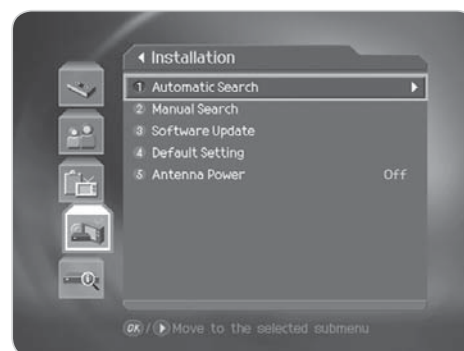 Installation
1 Automatic Search
2 Manual Search
3 Software Update
4 Default Setting
5 Antenna Power Off
OK / Move to the selected submenu